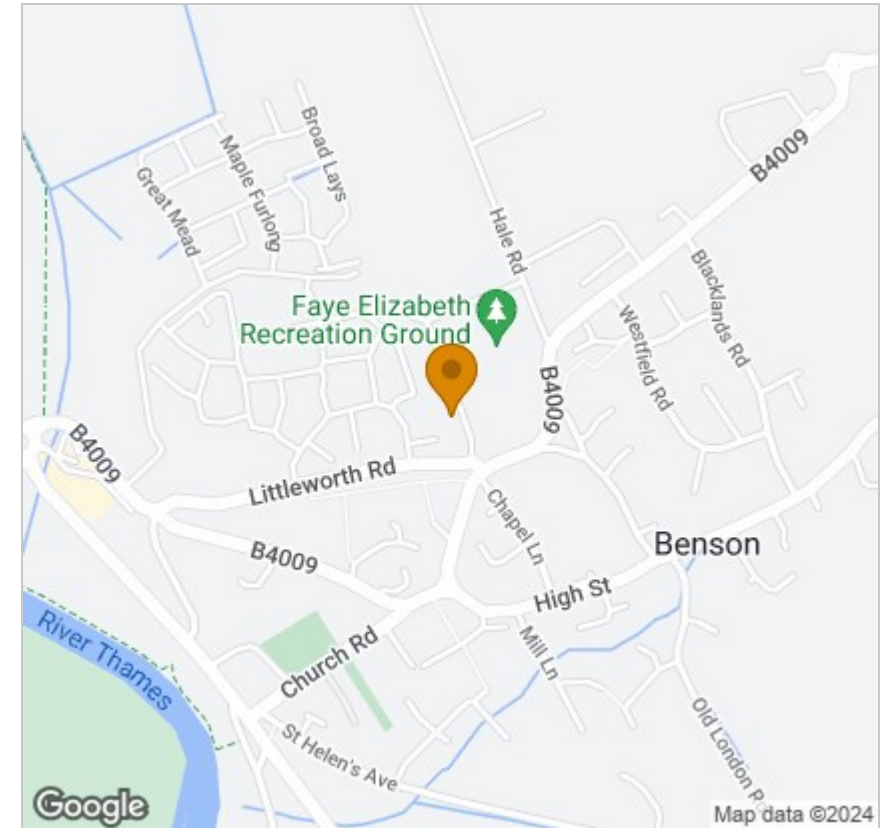 B4009
Broad Lays
Maple Furlong
Great Mead
Hale Rd
Blacklands Rd
Faye Elizabeth
Recreation Ground
Westfield Rd
B4009
B4009
Littleworth Rd
Chapel Ln
Benson
B4009
High St
River Thames
Church Rd
Mill Ln
Old London Rd
St Helen's Ave
Google
Map data ©2024